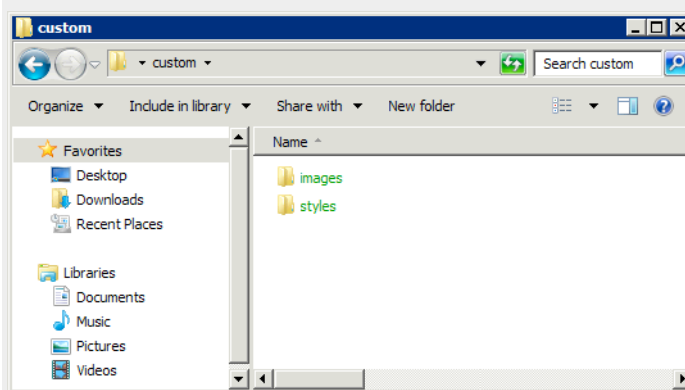 custom
custom
Search custom
Organize Include in library Share with New folder
Favorites
Desktop
Downloads
Recent Places
Libraries
Documents
Music
Pictures
Videos
Name
images
styles